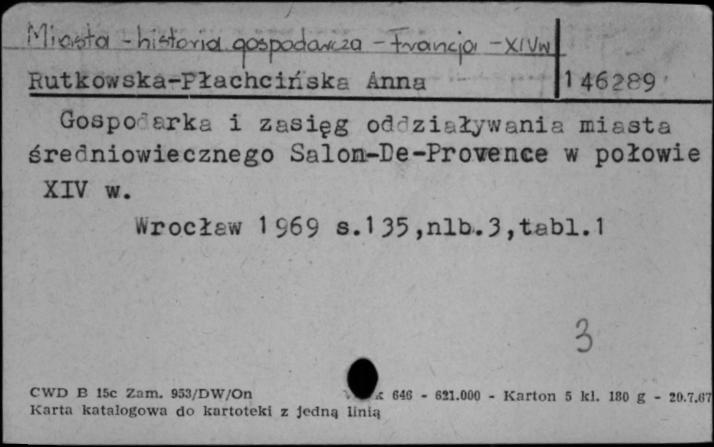 Miasta - historia gospodarcza - Francja - XIVw
Rutkowska-Płachcińska Anna 146289
Gospodarka i zasięg oddziaływania miasta
średniowiecznego Salon-De-Provence w połowie
XIV w.
Wrocław 1969 s.135,nlb.3,tabl.1
3
CWD B 15c Zam. 953/DW/On 646 - 621.000 - Karton 5 kl. 180 g - 20.7.67
Karta katalogowa do kartoteki z jedną linią